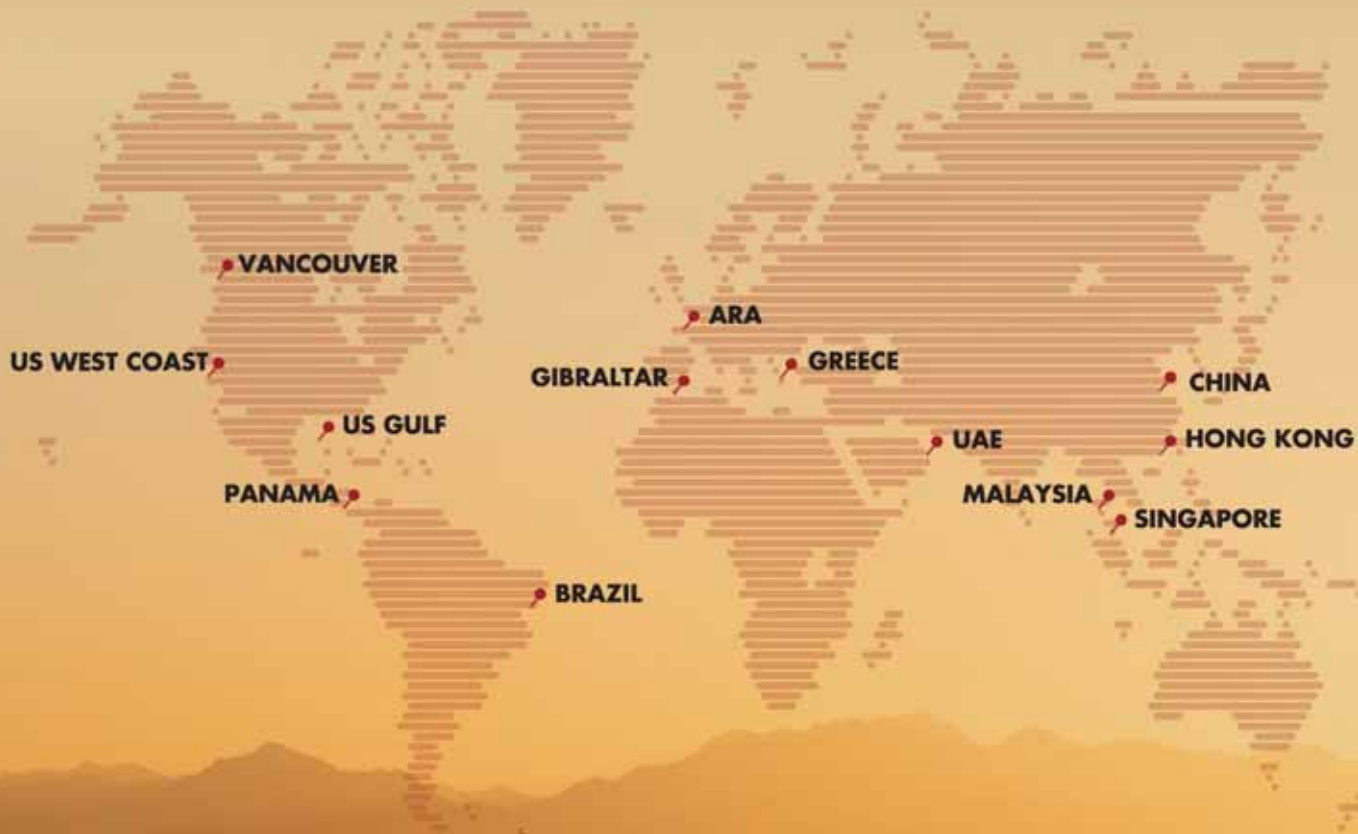 VANCOUVER
ARA
US WEST COAST
GIBRALTAR
GREECE
CHINA
US GULF
UAE
HONG KONG
PANAMA
MALAYSIA
SINGAPORE
BRAZIL